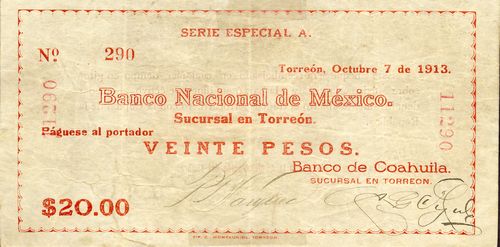 SERIE ESPECIAL A.
Nº 290
Torreón, Octubre 7 de 1913.
11290
11290
Banco Nacional de México.
Sucursal en Torreón.
Páguese al portador
VEINTE PESOS.
Banco de Coahuila.
SUCURSAL EN TORREON.
$20.00